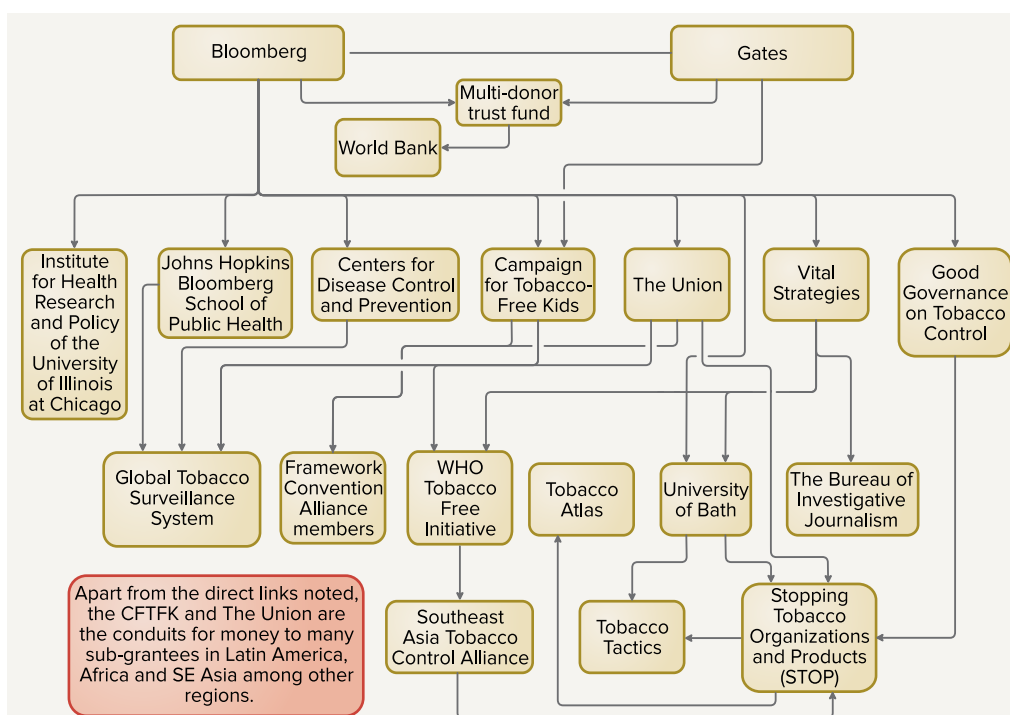 Bloomberg
Gates
Multi-donor
trust fund
World Bank
Institute
for Health
Research
and Policy
of the
University
of Illinois
at Chicago
Johns Hopkins
Bloomberg
School of
Public Health
Centers for
Disease Control
and Prevention
Campaign
for Tobacco-
Free Kids
The Union
Vital
Strategies
Good
Governance
on Tobacco
Control
Global Tobacco
Surveillance
System
Framework
Convention
Alliance
members
WHO
Tobacco
Free
Initiative
Tobacco
Atlas
University
of Bath
The Bureau of
Investigative
Journalism
Apart from the direct links noted,
the CFTFK and The Union are
the conduits for money to many
sub-grantees in Latin America,
Africa and SE Asia among other
regions.
Southeast
Asia Tobacco
Control Alliance
Tobacco
Tactics
Stopping
Tobacco
Organizations
and Products
(STOP)